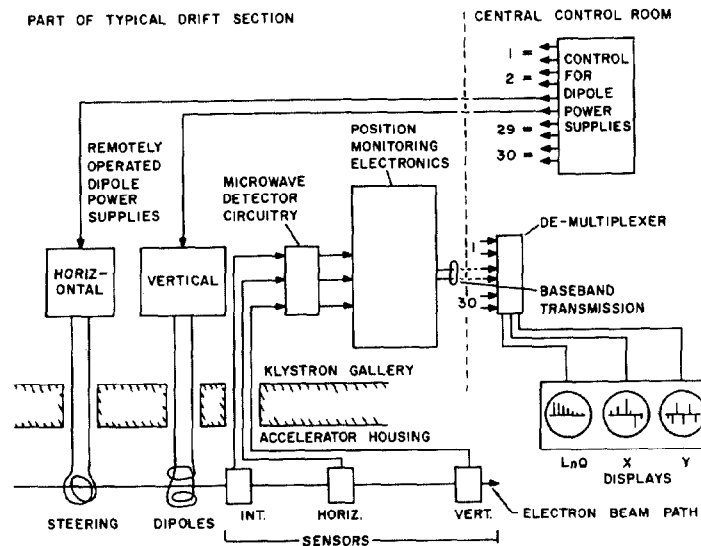 PART OF TYPICAL DRIFT SECTION
CENTRAL CONTROL ROOM
1 =
2 =
29 =
30 =
CONTROL
FOR
DIPOLE
POWER
SUPPLIES
REMOTELY
OPERATED
DIPOLE
POWER
SUPPLIES
POSITION
MONITORING
ELECTRONICS
MICROWAVE
DETECTOR
CIRCUITRY
DE-MULTIPLEXER
HORIZ-
ONTAL
VERTICAL
1
30
BASEBAND
TRANSMISSION
KLYSTRON GALLERY
ACCELERATOR HOUSING
LnQ
X
Y
DISPLAYS
STEERING
DIPOLES
INT.
HORIZ.
VERT.
ELECTRON BEAM PATH
SENSORS